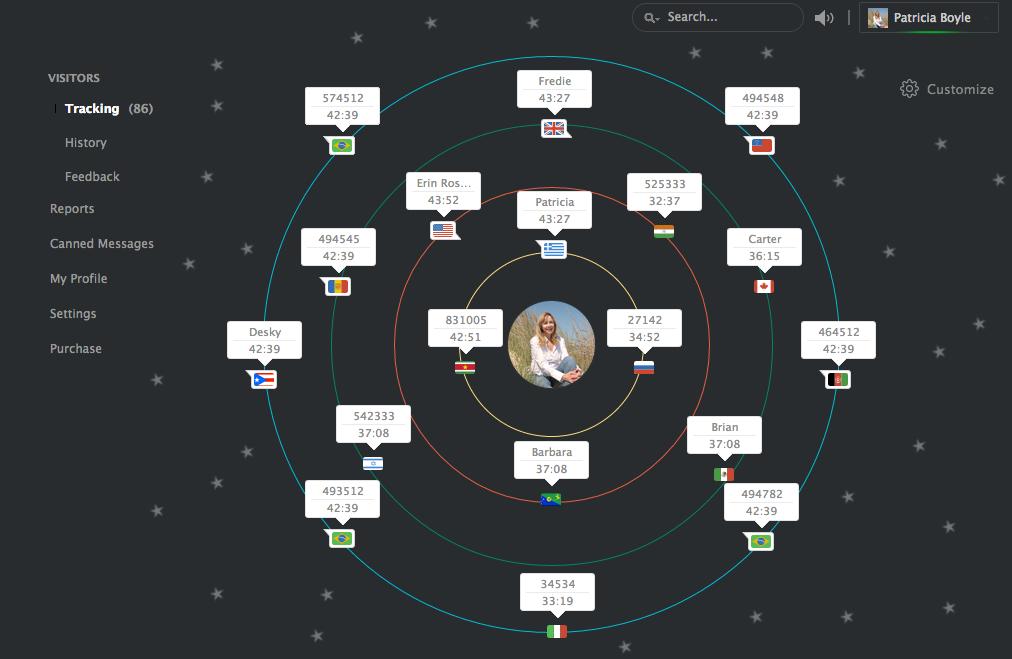 Search...
Patricia Boyle
VISITORS
Tracking (86)
History
Feedback
Reports
Canned Messages
My Profile
Settings
Purchase
Customize
Fredie
43:27
574512
42:39
494548
42:39
Erin Ros...
43:52
525333
32:37
Patricia
43:27
494545
42:39
Carter
36:15
831005
42:51
27142
34:52
Desky
42:39
464512
42:39
542333
37:08
Brian
37:08
Barbara
37:08
493512
42:39
494782
42:39
34534
33:19